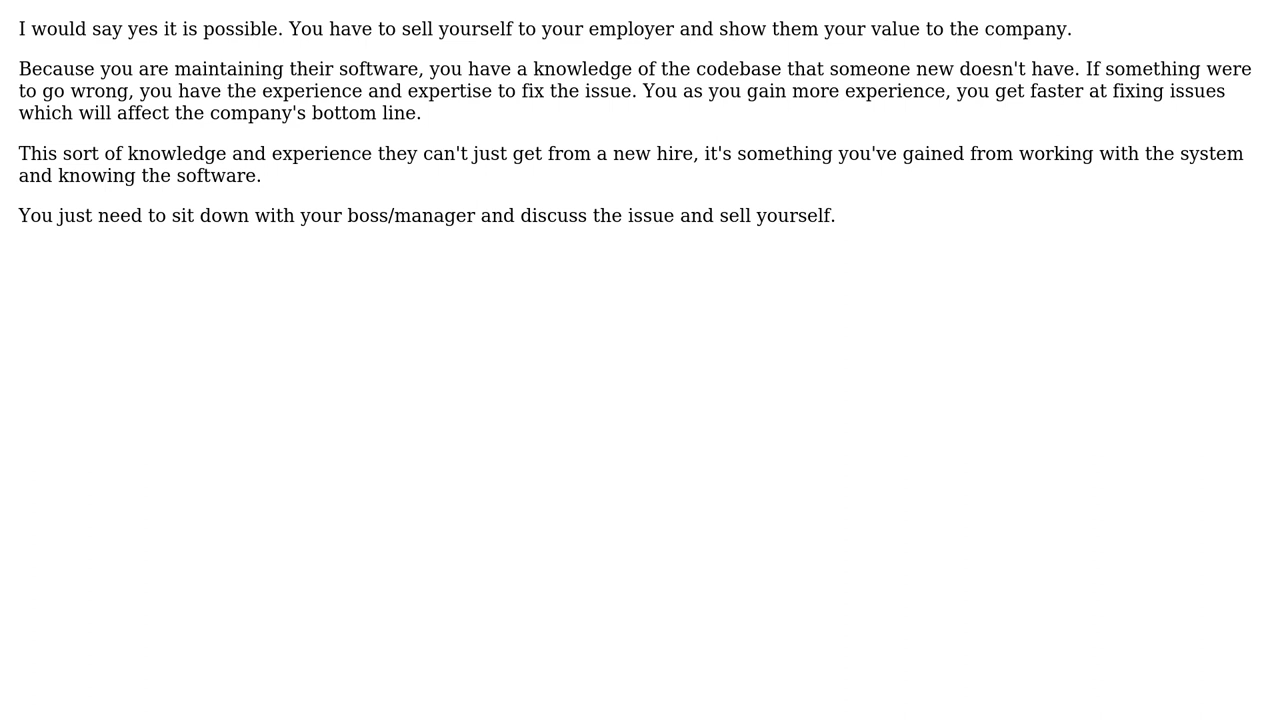 I would say yes it is possible. You have to sell yourself to your employer and show them your value to the company.
Because you are maintaining their software, you have a knowledge of the codebase that someone new doesn't have. If something were
to go wrong, you have the experience and expertise to fix the issue. You as you gain more experience, you get faster at fixing issues
which will affect the company's bottom line.
This sort of knowledge and experience they can't just get from a new hire, it's something you've gained from working with the system
and knowing the software.
You just need to sit down with your boss/manager and discuss the issue and sell yourself.